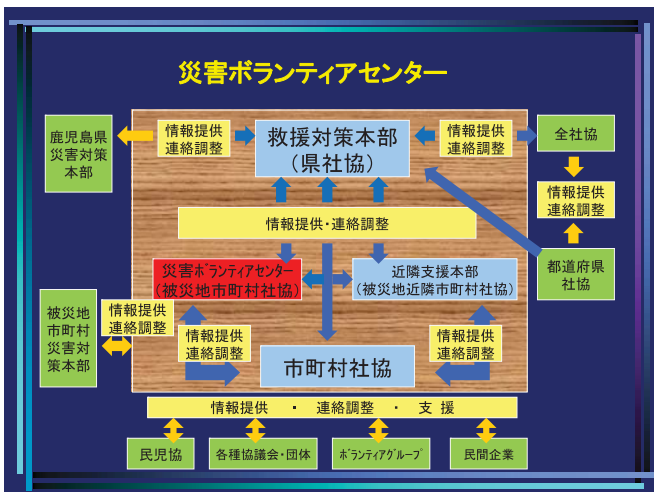 災害ボランティアセンター
鹿児島県
災害対策
本部
情報提供
連絡調整
救援対策本部
（県社協）
情報提供
連絡調整
全社協
情報提供
連絡調整
情報提供・連絡調整
災害ﾎﾞﾗﾝﾃｨｱｾﾝﾀｰ
（被災地市町村社協）
近隣支援本部
（被災地近隣市町村社協）
都道府県
社協
被災地
市町村
災害対
策本部
情報提供
連絡調整
情報提供
連絡調整
情報提供
連絡調整
市町村社協
情報提供　・　連絡調整　・　支　援
民児協
各種協議会・団体
ﾎﾞﾗﾝﾃｨｱｸﾞﾙｰﾌﾟ
民間企業